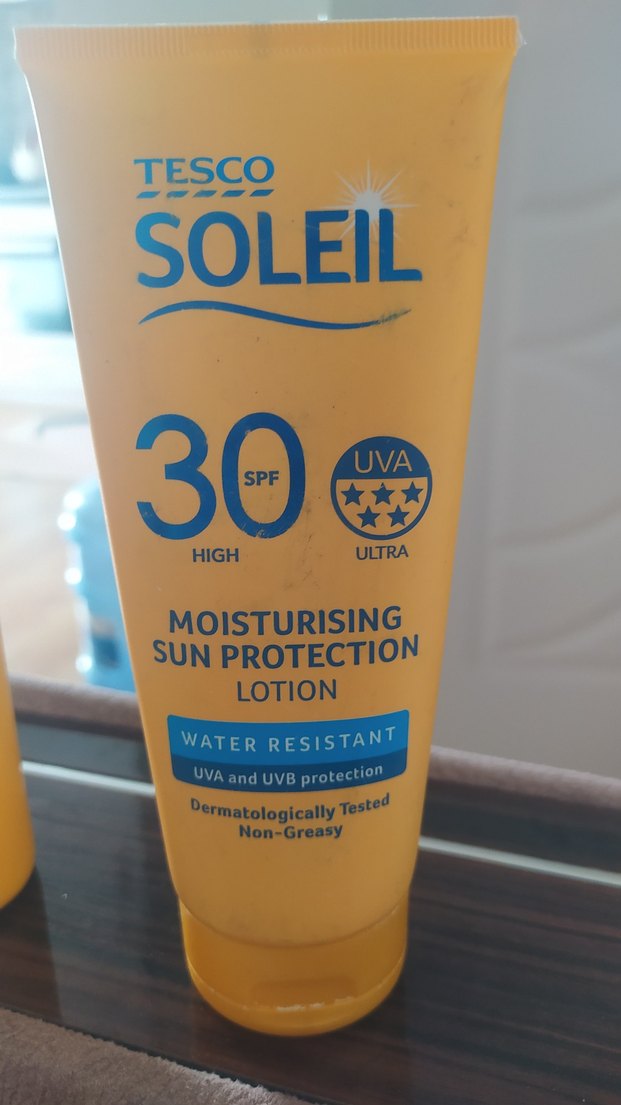 TESCO
SOLEIL
30 SPF
HIGH
UVA
ULTRA
MOISTURISING
SUN PROTECTION
LOTION
WATER RESISTANT
UVA and UVB protection
Dermatologically Tested
Non-Greasy